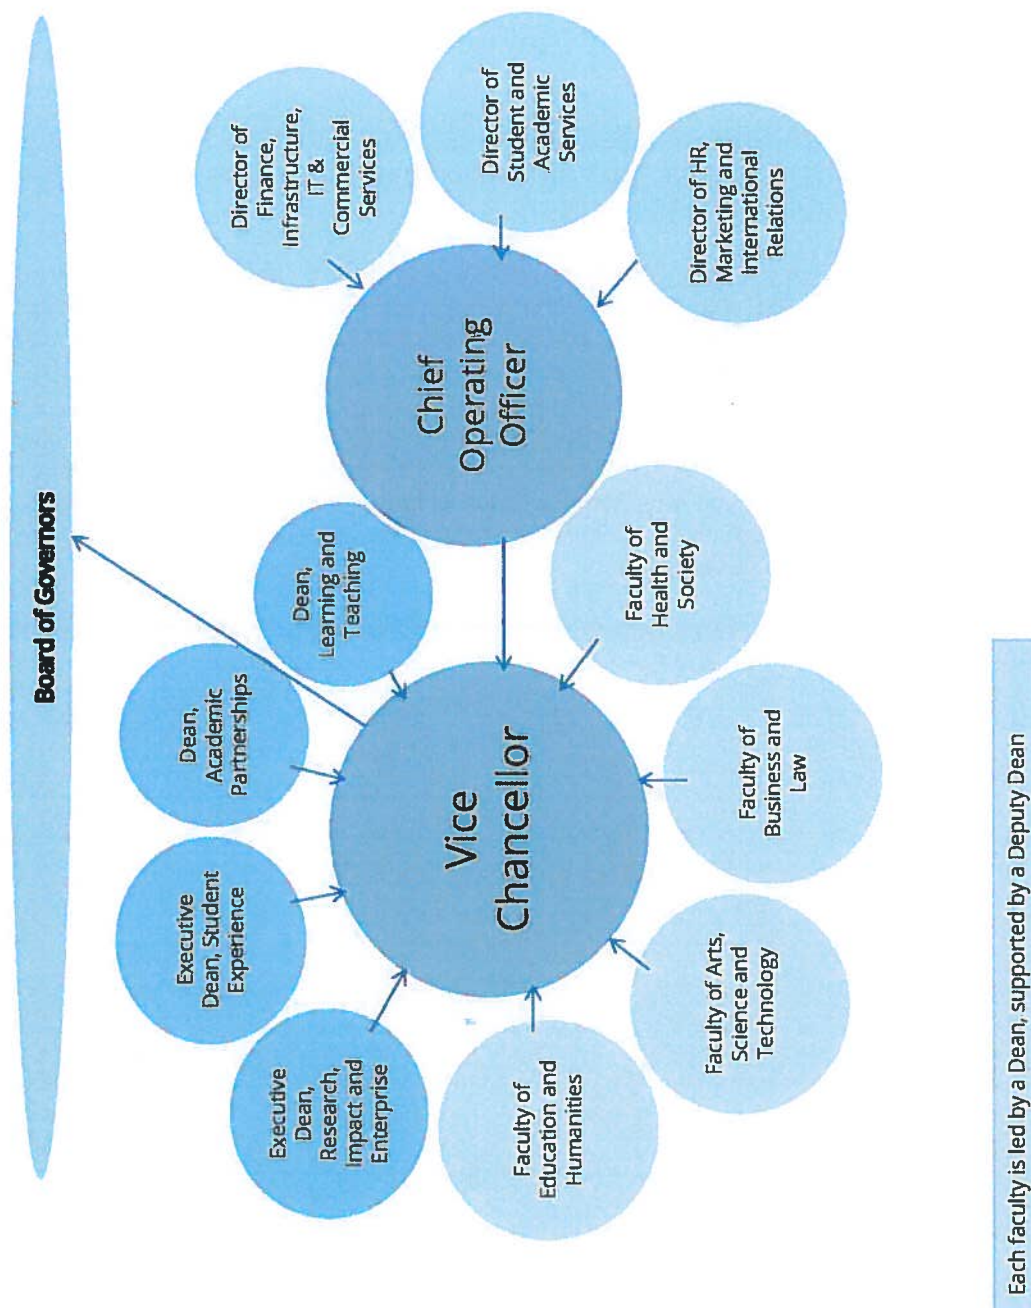 Board of Governors
Executive
Dean,
Research,
Impact and
Enterprise
Executive
Dean, Student
Experience
Dean,
Academic
Partnerships
Dean,
Learning and
Teaching
Director of
Finance,
Infrastructure,
IT &
Commercial
Services
Vice
Chancellor
Chief
Operating
Officer
Director of
Student and
Academic
Services
Director of HR,
Marketing and
International
Relations
Faculty of
Education and
Humanities
Faculty of Arts,
Science and
Technology
Faculty of
Business and
Law
Faculty of
Health and
Society
Each faculty is led by a Dean, supported by a Deputy Dean